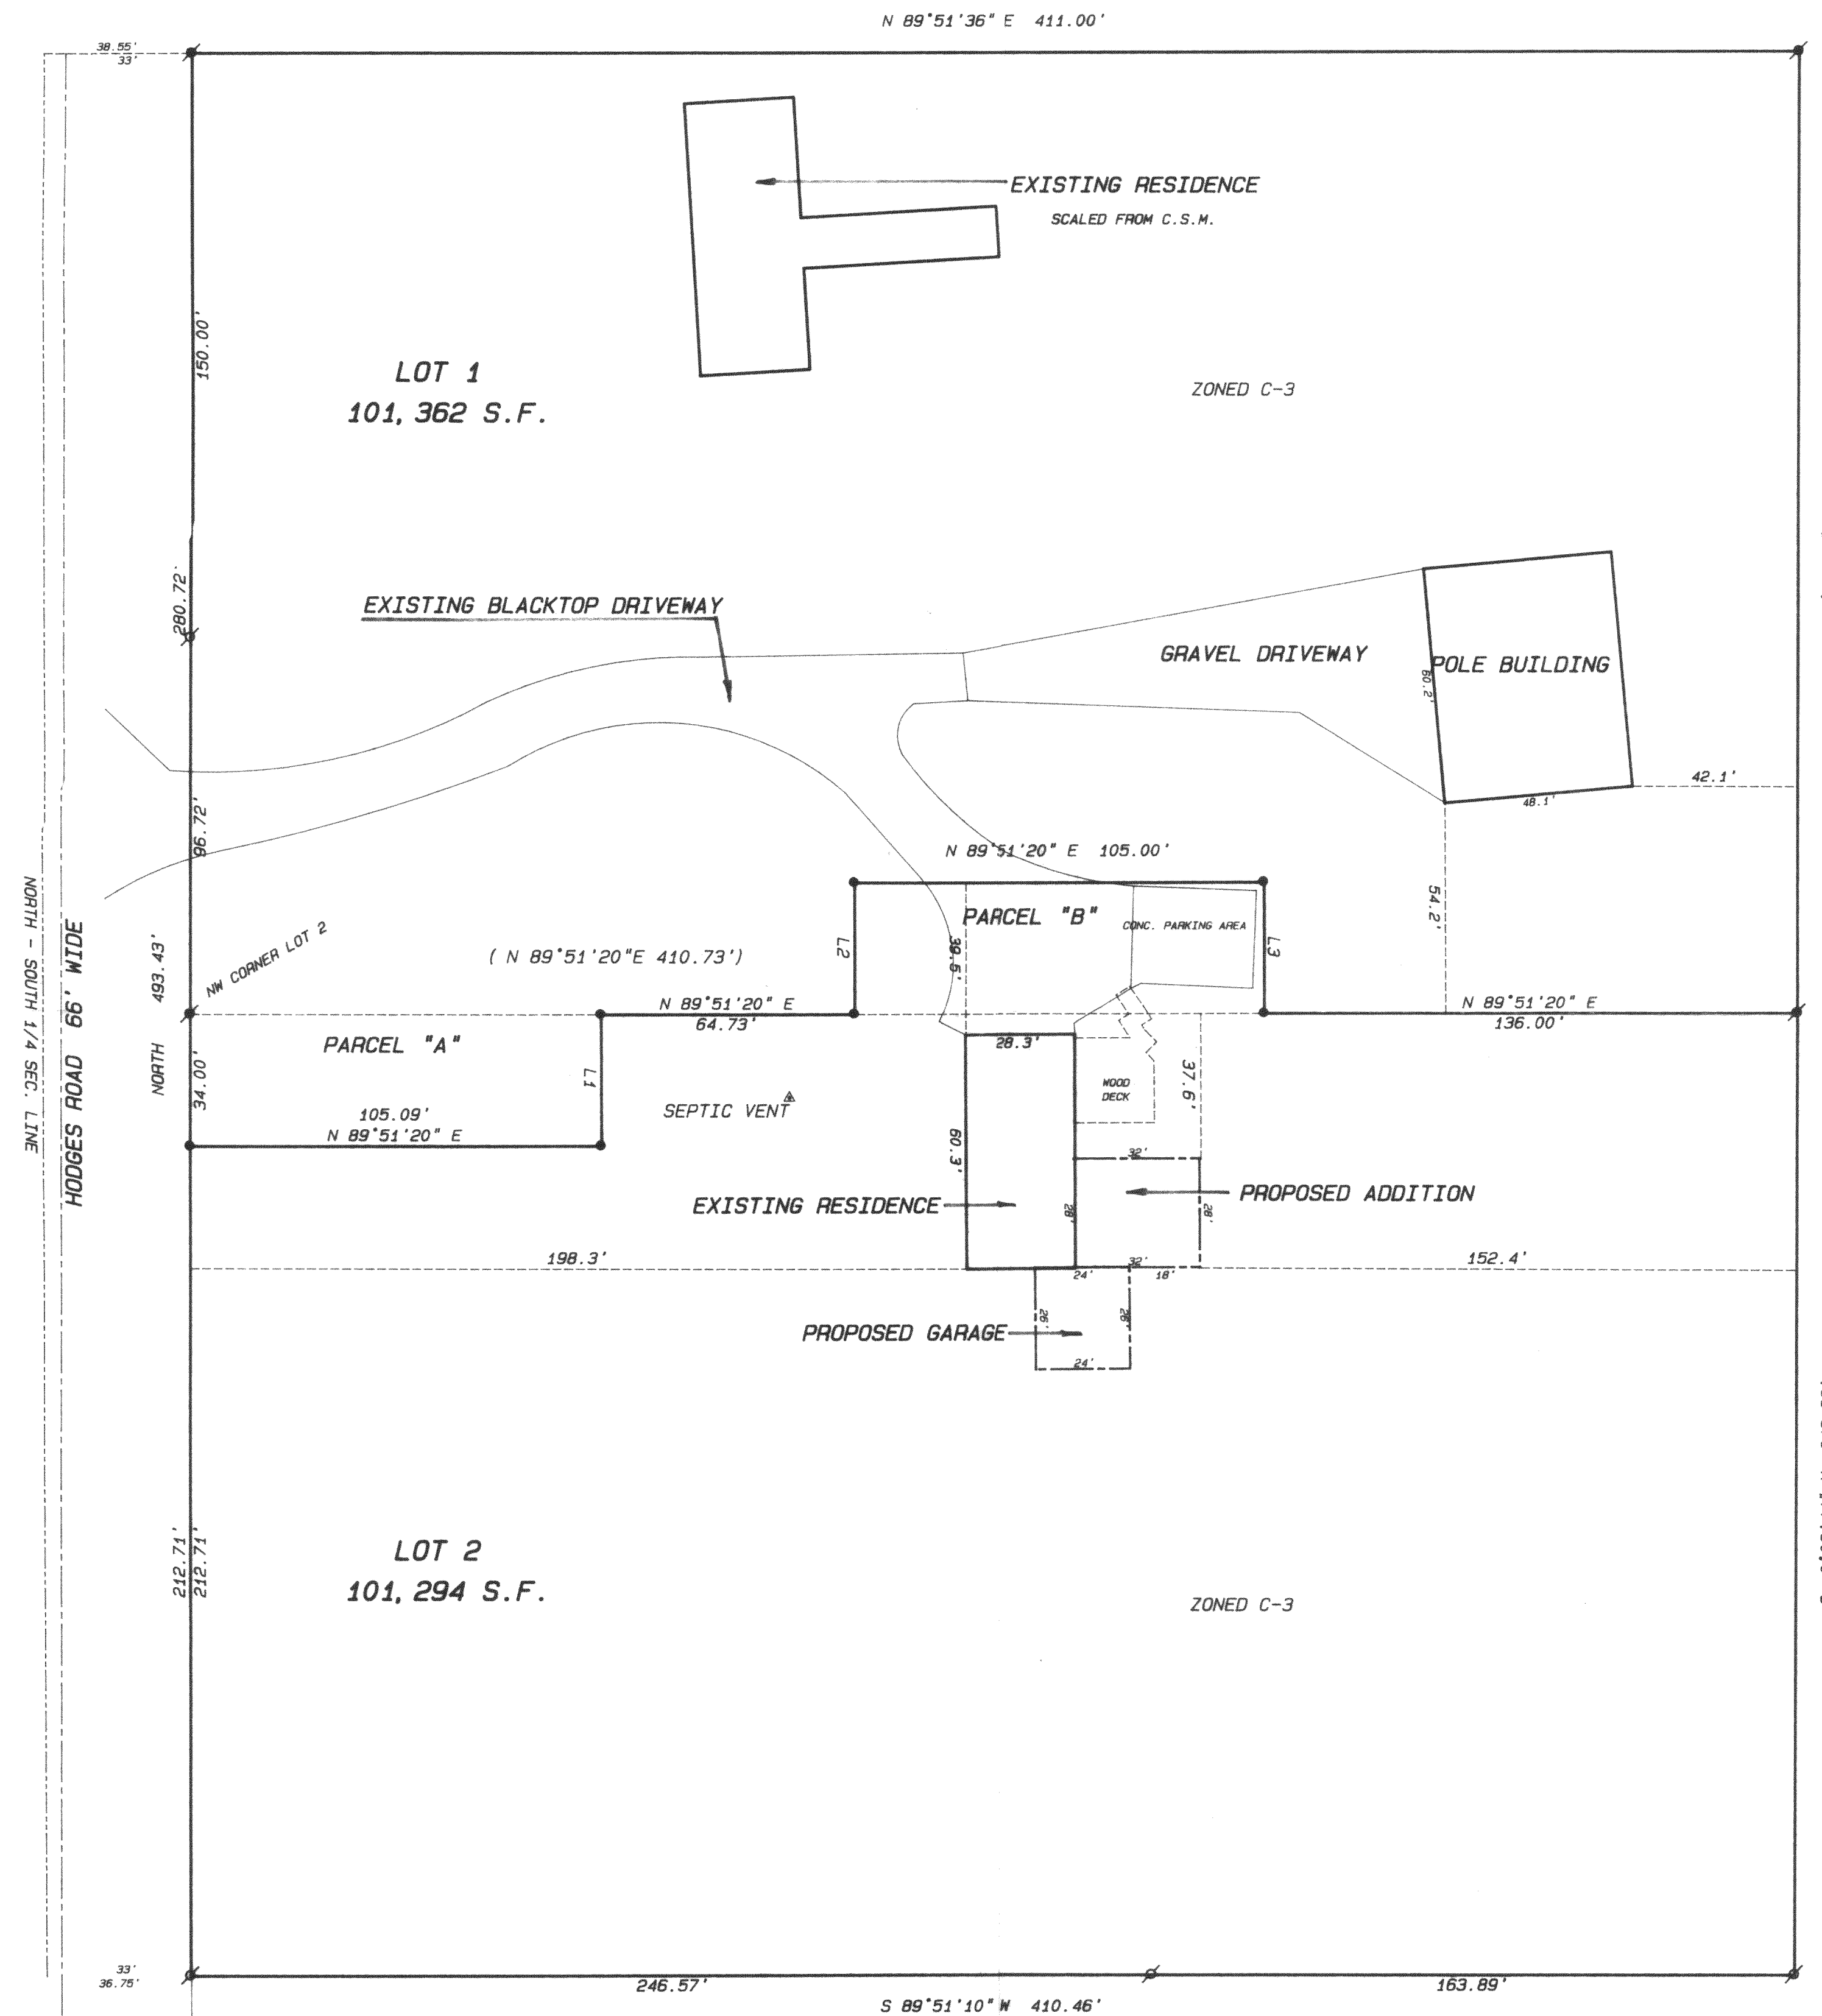 N 89°51'36" E 411.00'
38.55'
33'
EXISTING RESIDENCE
SCALED FROM C.S.M.
150.00'
LOT 1
101,362 S.F.
ZONED C-3
280.72'
EXISTING BLACKTOP DRIVEWAY
GRAVEL DRIVEWAY
POLE BUILDING
60.2'
48.1'
42.1'
96.72'
N 89°51'20" E 105.00'
54.2'
PARCEL "B"
CONC. PARKING AREA
L2
39.5'
L3
NORTH - SOUTH 1/4 SEC. LINE
HODGES ROAD 66' WIDE
NORTH 493.43'
NW CORNER LOT 2
( N 89°51'20"E 410.73')
N 89°51'20" E
64.73'
N 89°51'20" E
136.00'
PARCEL "A"
34.00'
L1
105.09'
N 89°51'20" E
SEPTIC VENT
28.3'
WOOD
DECK
37.6'
60.3'
32'
EXISTING RESIDENCE
28'
28'
PROPOSED ADDITION
198.3'
32'
24'
18'
152.4'
PROPOSED GARAGE
26'
26'
24'
212.71'
212.71'
LOT 2
101,294 S.F.
ZONED C-3
33'
36.75'
246.57'
163.89'
S 89°51'10" W 410.46'